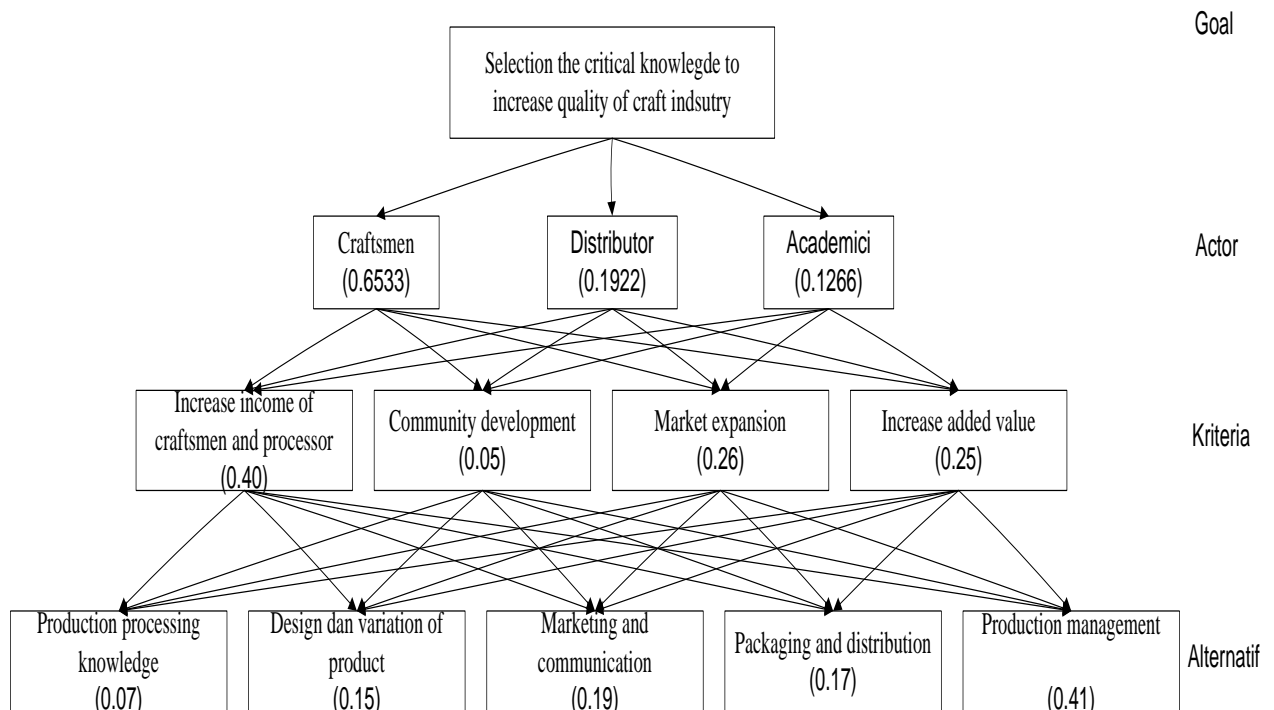 Goal
Selection the critical knowlegde to
increase quality of craft indsutry
Craftsmen
(0.6533)
Distributor
(0.1922)
Academici
(0.1266)
Actor
Increase income of
craftsmen and processor
(0.40)
Community development
(0.05)
Market expansion
(0.26)
Increase added value
(0.25)
Kriteria
Production processing
knowledge
(0.07)
Design dan variation of
product
(0.15)
Marketing and
communication
(0.19)
Packaging and distribution
(0.17)
Production management
(0.41)
Alternatif